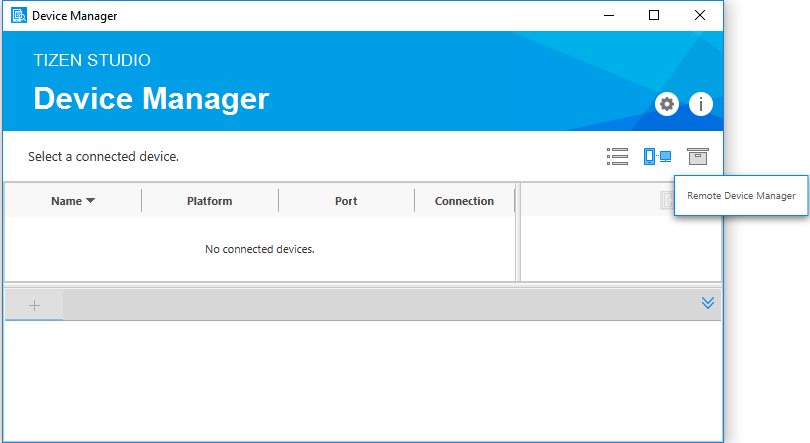 Device Manager
TIZEN STUDIO
Device Manager
Select a connected device.
Remote Device Manager
Name Platform Port Connection
No connected devices.